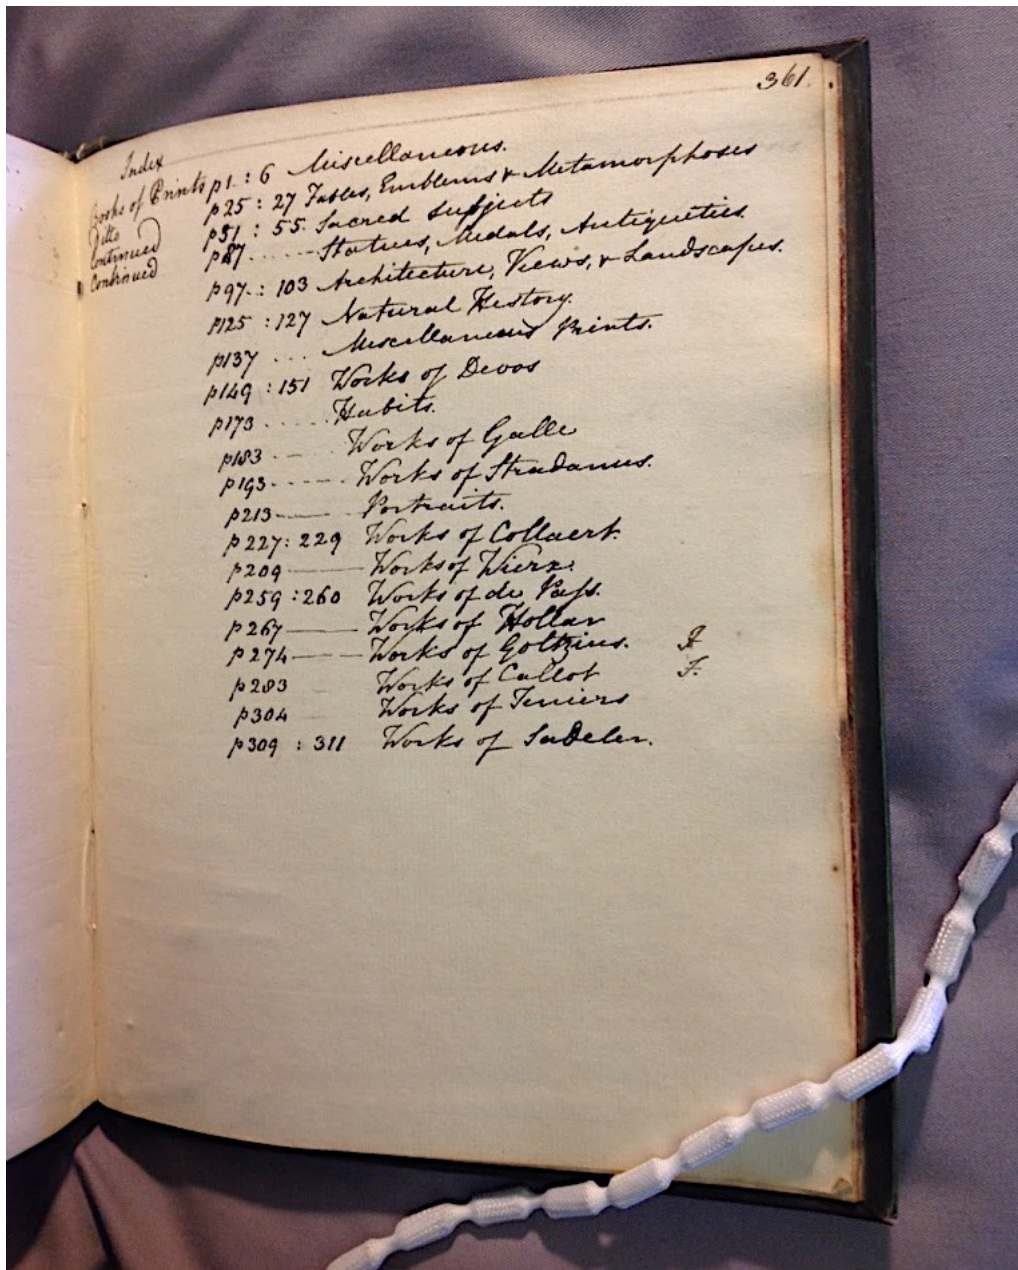 361.
Index
Books of Prints p1. : 6 Miscellaneous.
Ditto p25 : 27 Fables, Emblems & Metamorphoses
Continued p51 : 55. Sacred Subjects
Continued p87 ...... Statues, Medals, Antiqueties.
p97. : 103 Architecture, Views, & Landscapes.
p125 : 127 Natural History.
p137 .... Miscellaneous Prints.
p149 : 151 Works of Devos
p173 ...... Habits.
p183 .. — Works of Galle
p193 ------ Works of Stradanus.
p213 —— Portraits.
p227 : 229 Works of Collaert.
p209 —— Works of Wierx.
p259 : 260 Works of de Paſs.
p267 —— Works of Hollar
p274 —— Works of Goltzius.
p283 Works of Callot F.
p304 Works of Teniers
p309 : 311 Works of Sadeler.